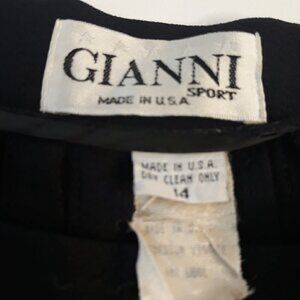 GIANNI
SPORT
MADE IN U.S.A.
MADE IN U.S.A.
DRY CLEAN ONLY
14